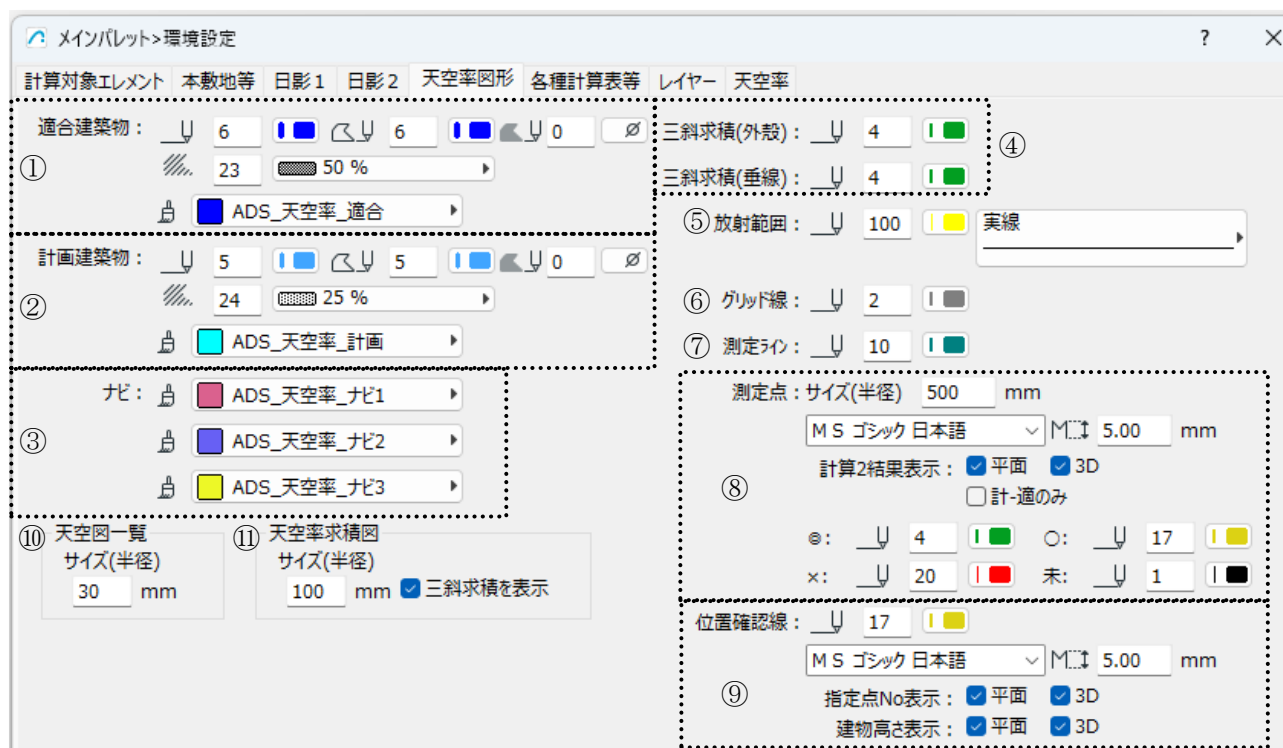 メインパレット>環境設定 ? ×
計算対象エレメント 本敷地等 日影1 日影2 天空率図形 各種計算表等 レイヤー 天空率
適合建築物： 6 6 0 Ø
① 23 50 %
ADS_天空率_適合
計画建築物： 5 5 0 Ø
② 24 25 %
ADS_天空率_計画
ナビ： ADS_天空率_ナビ1
③ ADS_天空率_ナビ2
ADS_天空率_ナビ3
⑩ 天空図一覧
サイズ(半径)
30 mm
⑪ 天空率求積図
サイズ(半径)
100 mm 三斜求積を表示
三斜求積(外殻)： 4
④
三斜求積(垂線)： 4
⑤ 放射範囲： 100 実線
⑥ グリッド線： 2
⑦ 測定ライン： 10
測定点：サイズ(半径) 500 mm
ＭＳ ゴシック 日本語 M 5.00 mm
計算2結果表示： 平面 3D
⑧ 計-適のみ
◎: 4 ○: 17
×: 20 未: 1
位置確認線： 17
ＭＳ ゴシック 日本語 M 5.00 mm
⑨ 指定点No表示： 平面 3D
建物高さ表示： 平面 3D